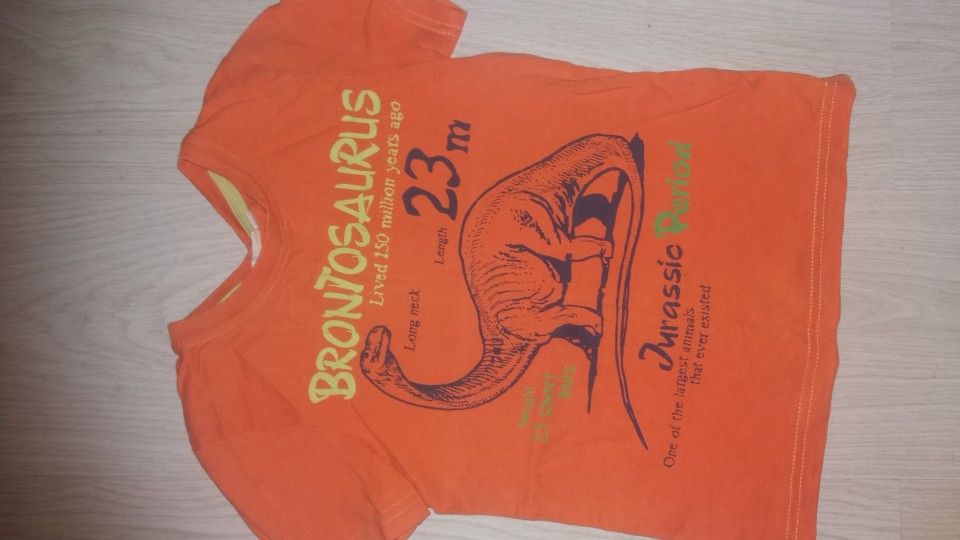 BRONTOSAURUS
Lived 150 million years ago
Long neck
Length 23 m
Weight
23 short
tons
Jurassic Period
One of the largest animals
that ever existed